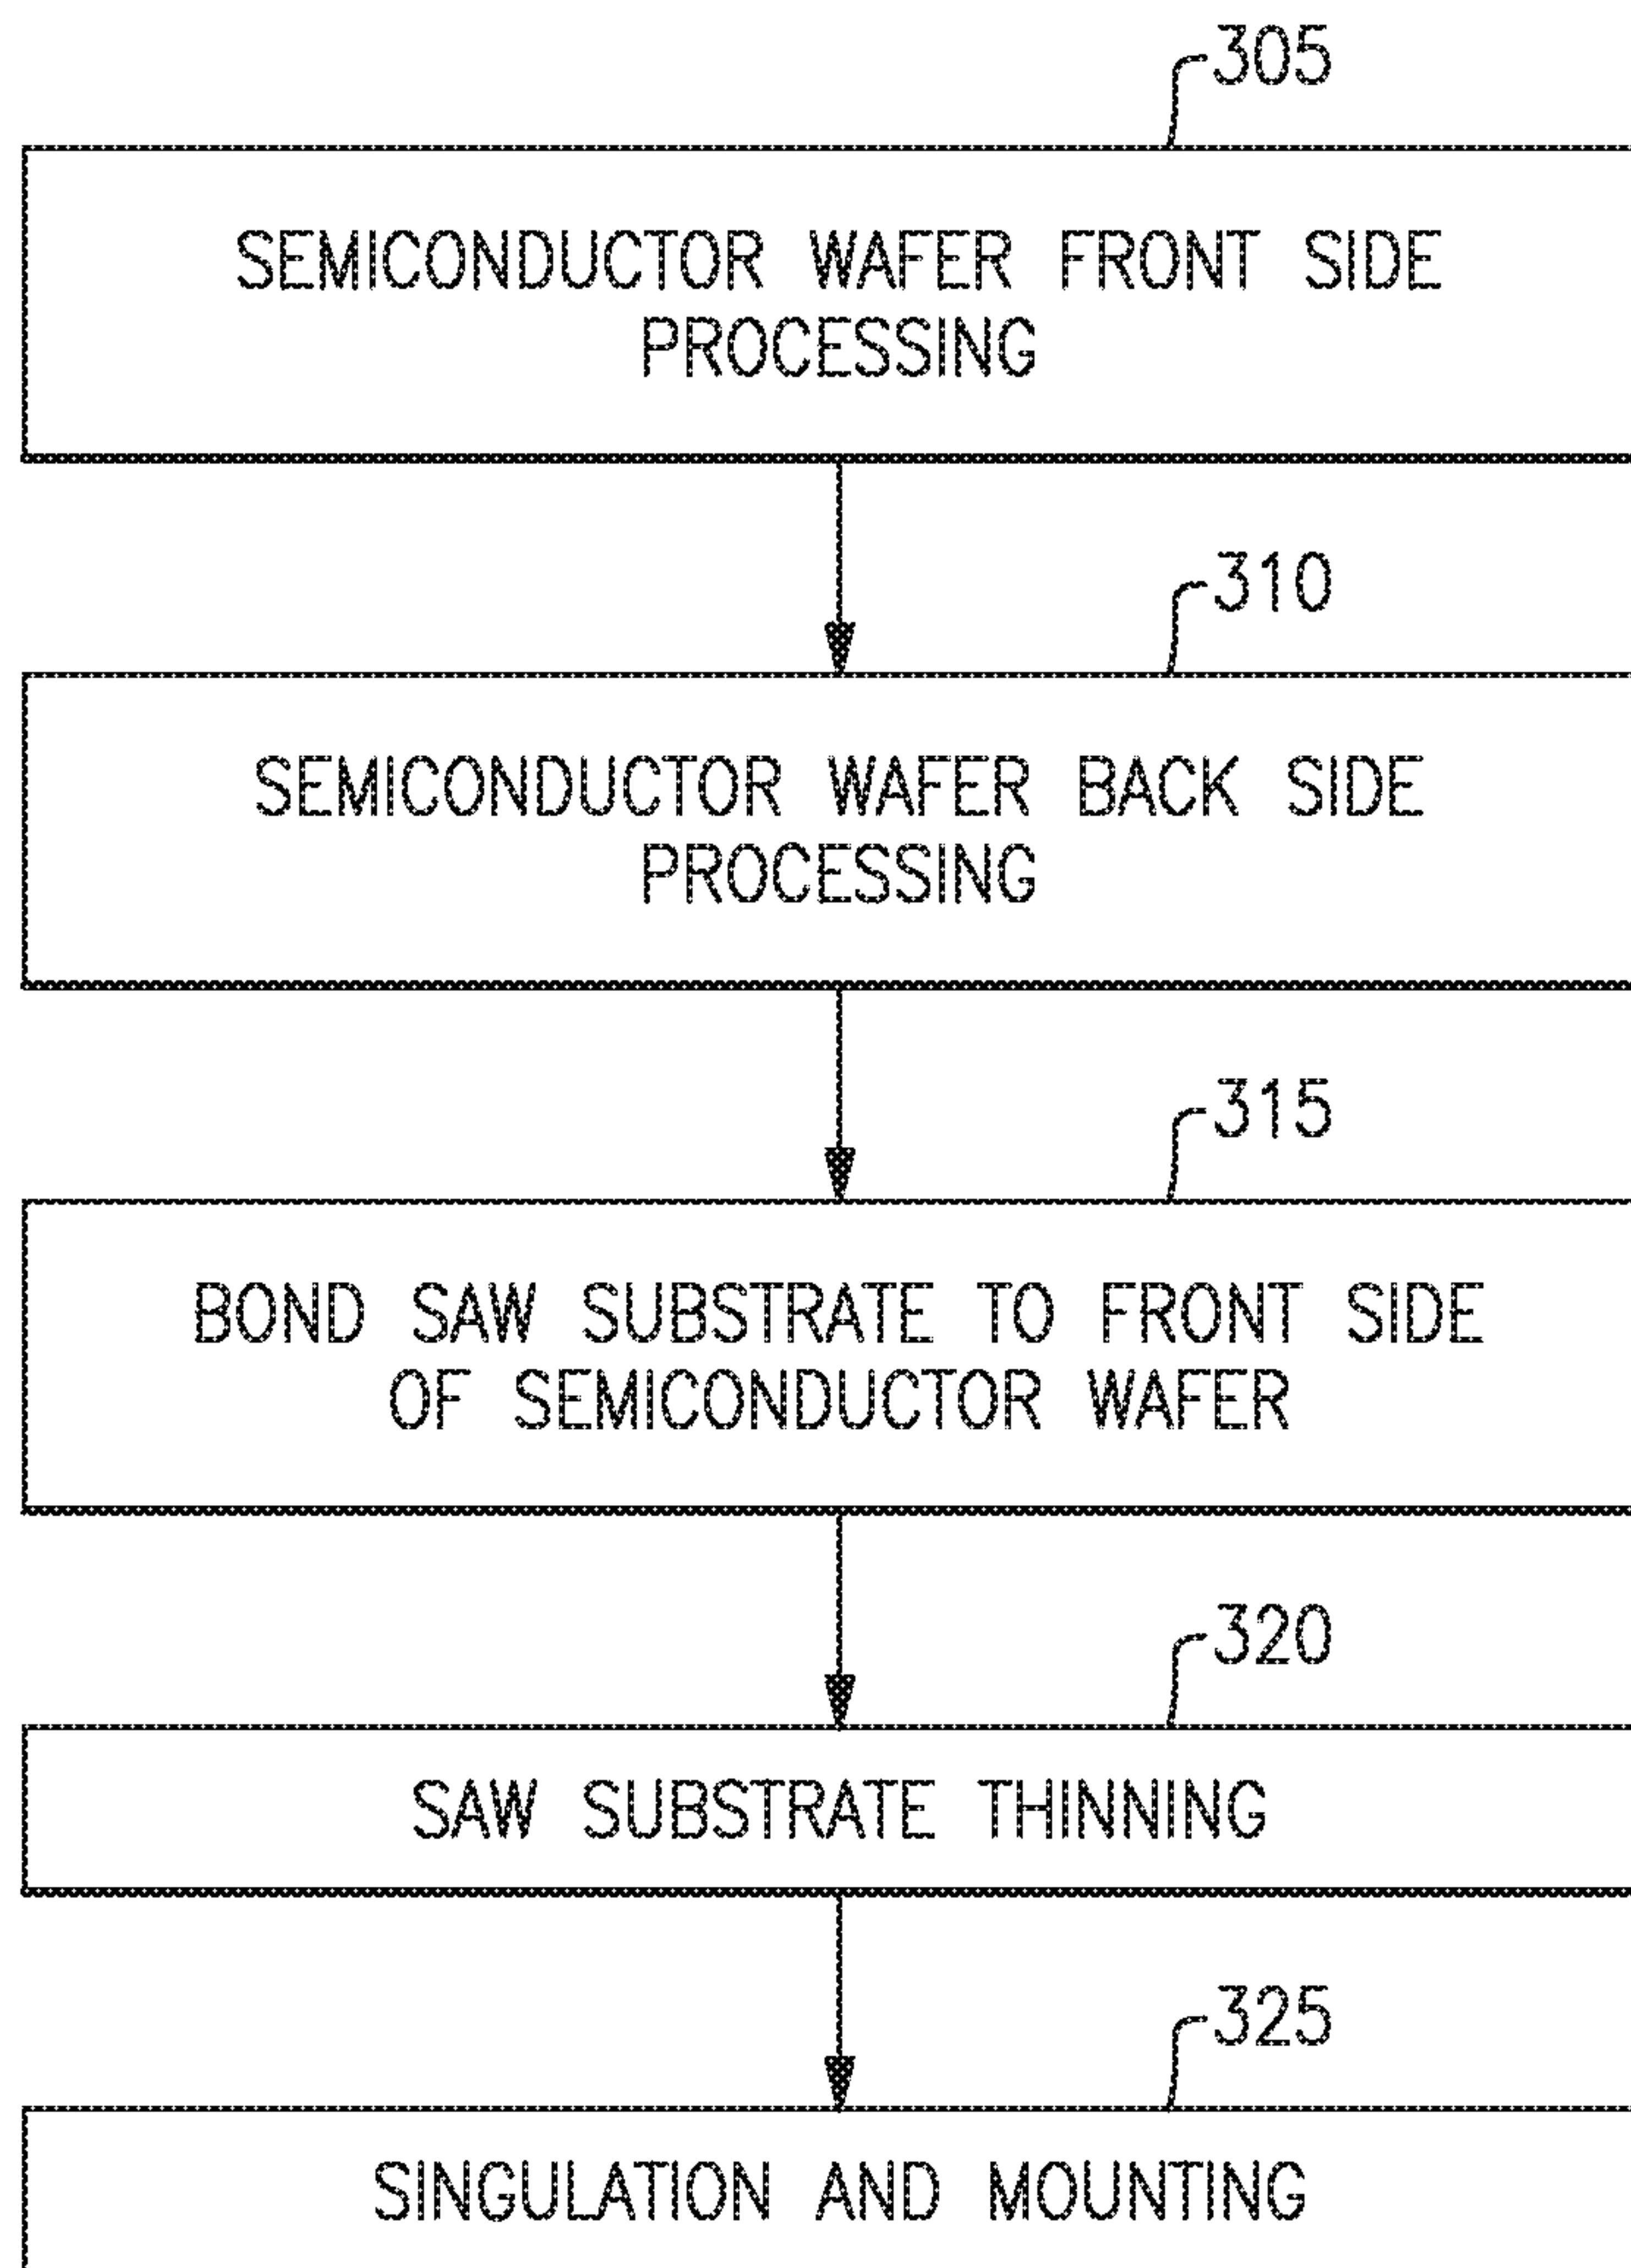 305
SEMICONDUCTOR WAFER FRONT SIDE
PROCESSING
310
SEMICONDUCTOR WAFER BACK SIDE
PROCESSING
315
BOND SAW SUBSTRATE TO FRONT SIDE
OF SEMICONDUCTOR WAFER
320
SAW SUBSTRATE THINNING
325
SINGULATION AND MOUNTING